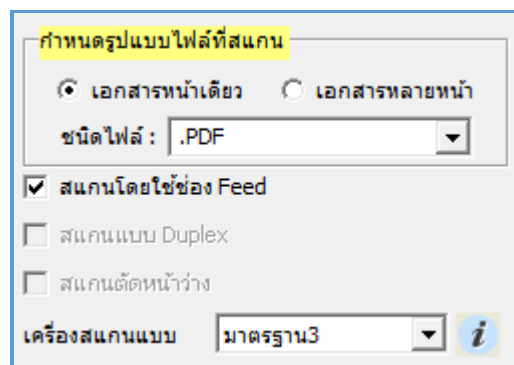 กำหนดรูปแบบไฟล์ที่สแกน
เอกสารหน้าเดียว เอกสารหลายหน้า
ชนิดไฟล์ : .PDF
สแกนโดยใช้ช่อง Feed
สแกนแบบ Duplex
สแกนตัดหน้าว่าง
เครื่องสแกนแบบ มาตรฐาน3 i